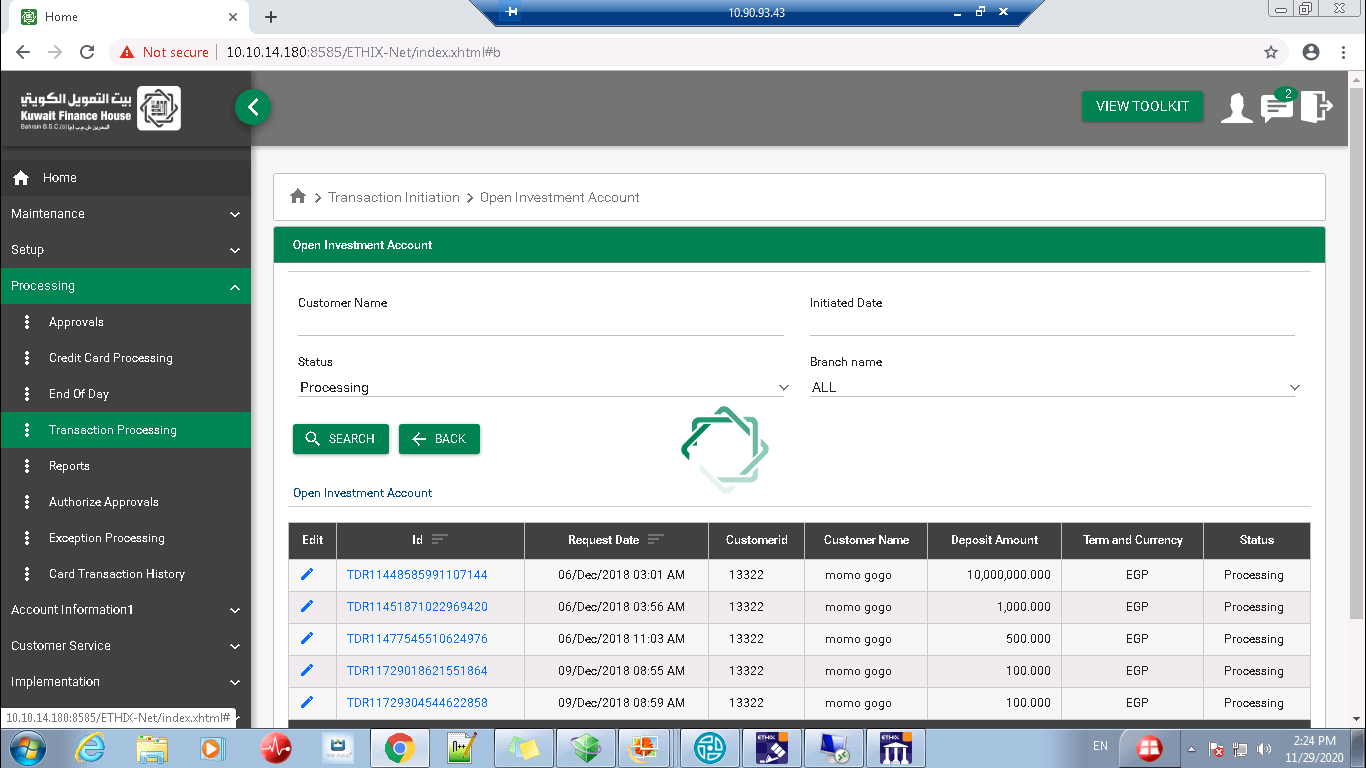 Home
10.90.93.43
Not secure
10.10.14.180:8585/ETHIX-Net/index.xhtml#b
بيت التمويل الكويتي
Kuwait Finance House
Bahrain B.S.C.(c)
VIEW TOOLKIT
2
Home
Maintenance
Setup
Processing
Approvals
Credit Card Processing
End Of Day
Transaction Processing
Reports
Authorize Approvals
Exception Processing
Card Transaction History
Account Information1
Customer Service
Implementation
10.10.14.180:8585/ETHIX-Net/index.xhtml#
Transaction Initiation
Open Investment Account
Open Investment Account
Customer Name
Initiated Date
Status
Branch name
Processing
ALL
SEARCH
BACK
Open Investment Account
Edit Id Request Date Customerid Customer Name Deposit Amount Term and Currency Status
TDR11448585991107144 06/Dec/2018 03:01 AM 13322 momo gogo 10,000,000.000 EGP Processing
TDR11451871022969420 06/Dec/2018 03:56 AM 13322 momo gogo 1,000.000 EGP Processing
TDR11477545510624976 06/Dec/2018 11:03 AM 13322 momo gogo 500.000 EGP Processing
TDR11729018621551864 09/Dec/2018 08:55 AM 13322 momo gogo 100.000 EGP Processing
TDR11729304544622858 09/Dec/2018 08:59 AM 13322 momo gogo 100.000 EGP Processing
ETHIX
ETHIX
EN
2:24 PM
11/29/2020